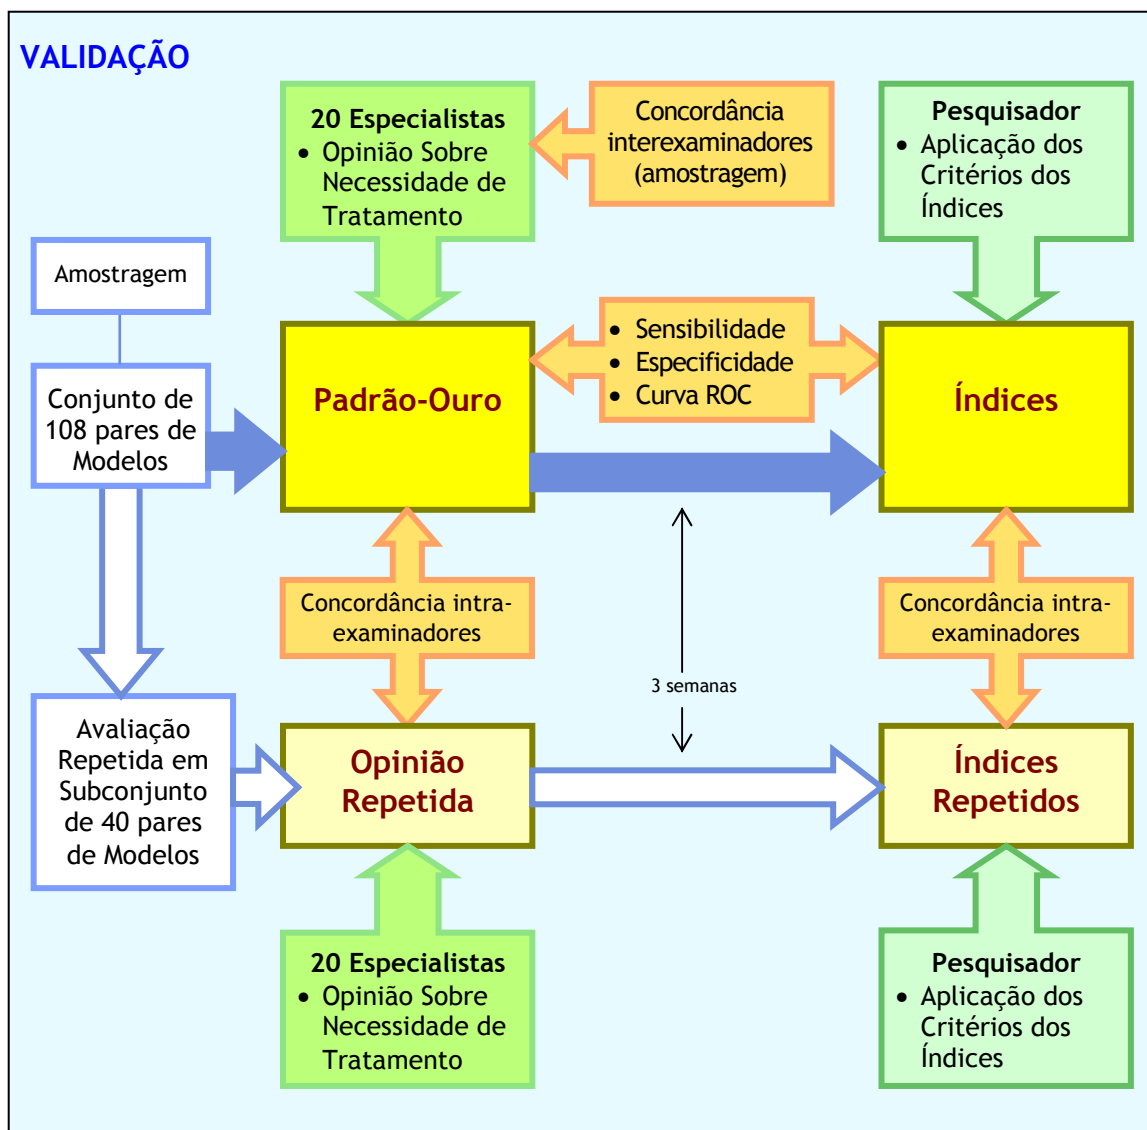 VALIDAÇÃO
20 Especialistas
• Opinião Sobre
Necessidade de
Tratamento
Concordância
interexaminadores
(amostragem)
Pesquisador
• Aplicação dos
Critérios dos
Índices
Amostragem
Conjunto de
108 pares de
Modelos
Padrão-Ouro
• Sensibilidade
• Especificidade
• Curva ROC
Índices
Concordância intra-
examinadores
3 semanas
Concordância intra-
examinadores
Avaliação
Repetida em
Subconjunto
de 40 pares
de Modelos
Opinião
Repetida
Índices
Repetidos
20 Especialistas
• Opinião Sobre
Necessidade de
Tratamento
Pesquisador
• Aplicação dos
Critérios dos
Índices